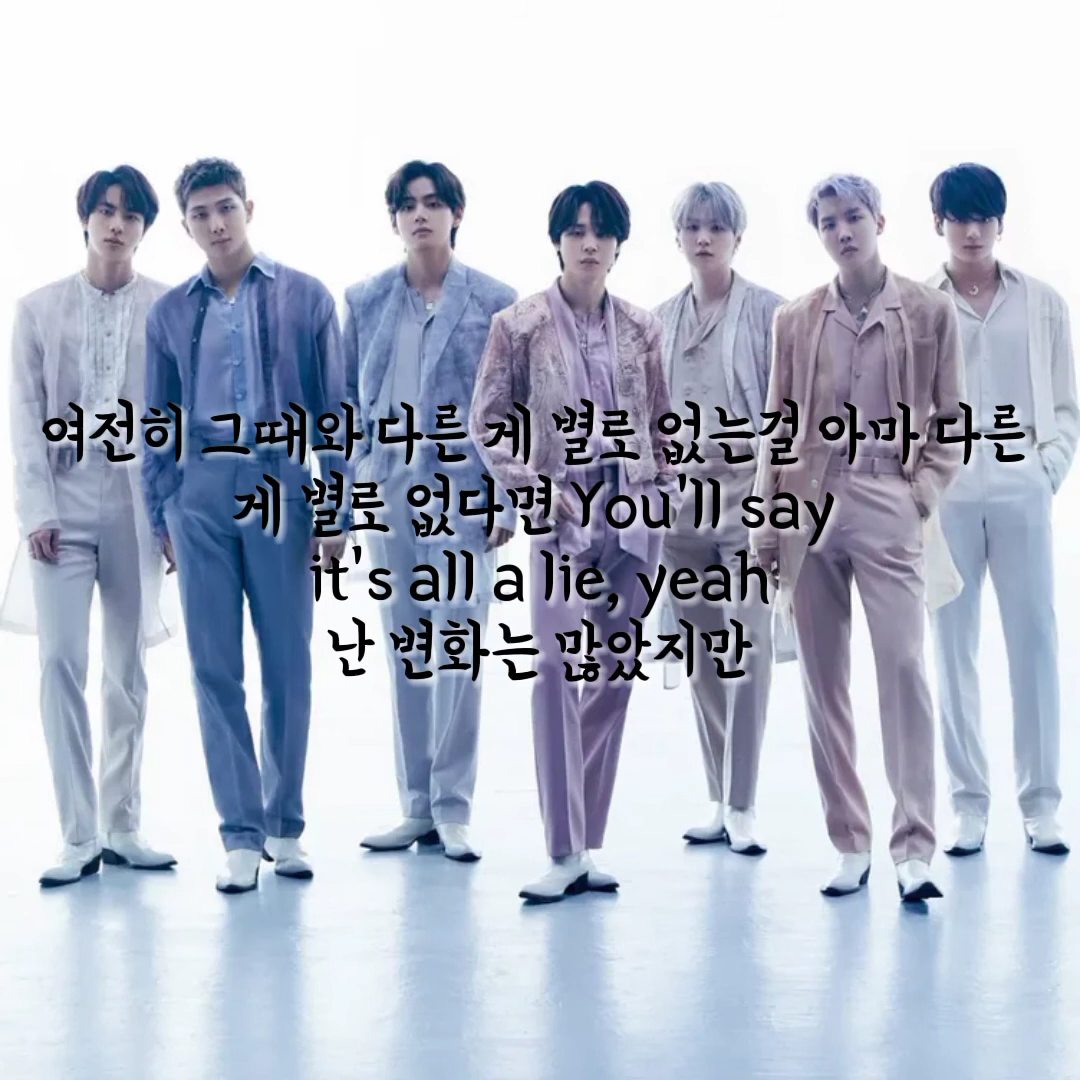 여전히 그때와 다른 게 별로 없는걸 아마 다른
게 별로 없다면 You'll say
it's all a lie, yeah
난 변화는 많았지만